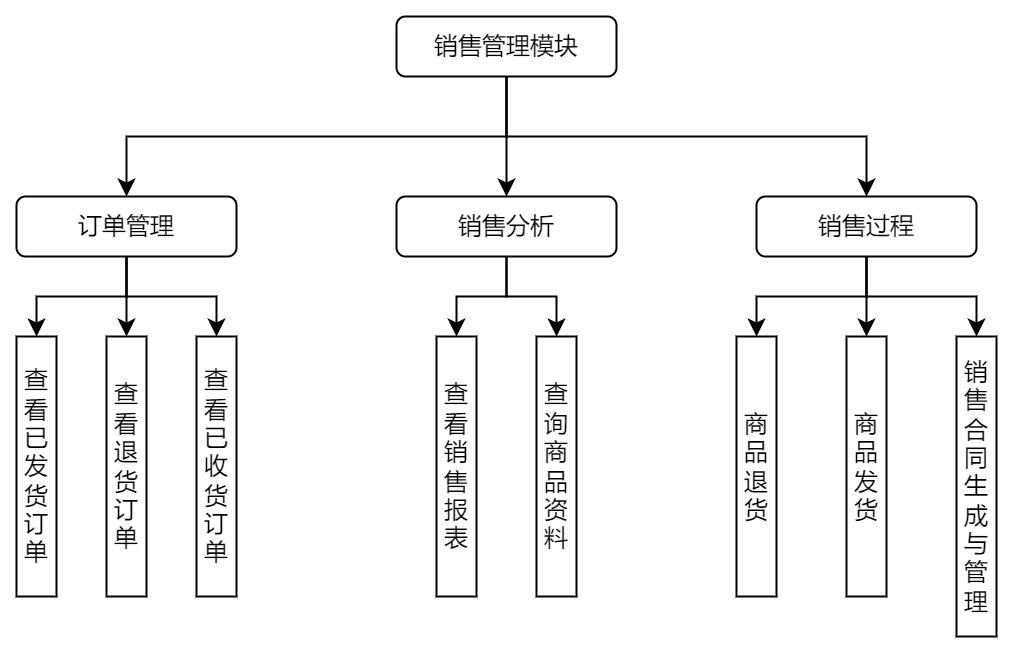 销售管理模块
订单管理
销售分析
销售过程
查看已发货订单
查看退货订单
查看已收货订单
查看销售报表
查询商品资料
商品退货
商品发货
销售合同生成与管理